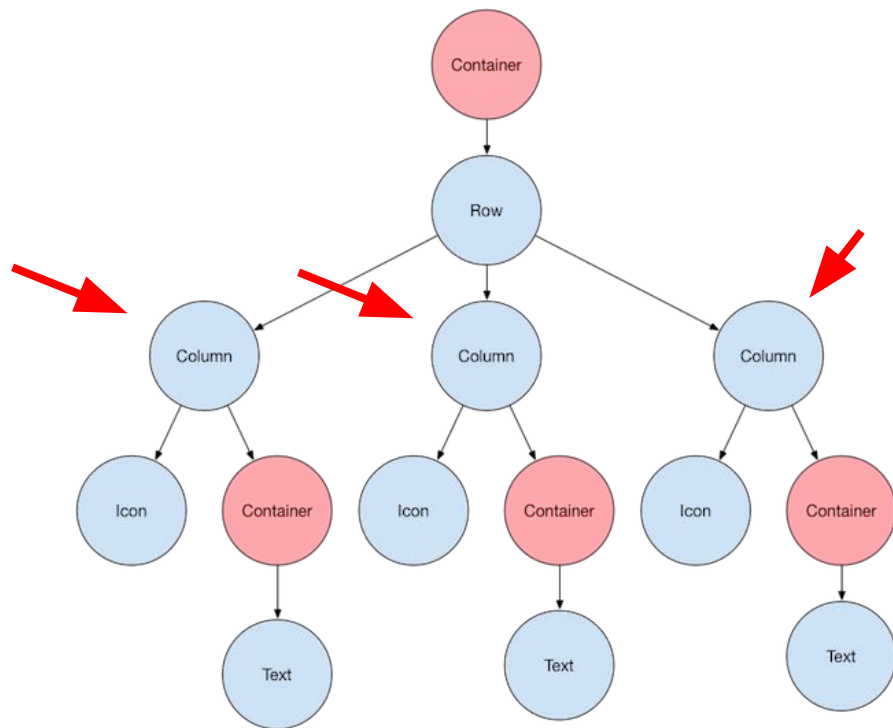 Container
Row
Column
Column
Column
Icon
Container
Icon
Container
Icon
Container
Text
Text
Text